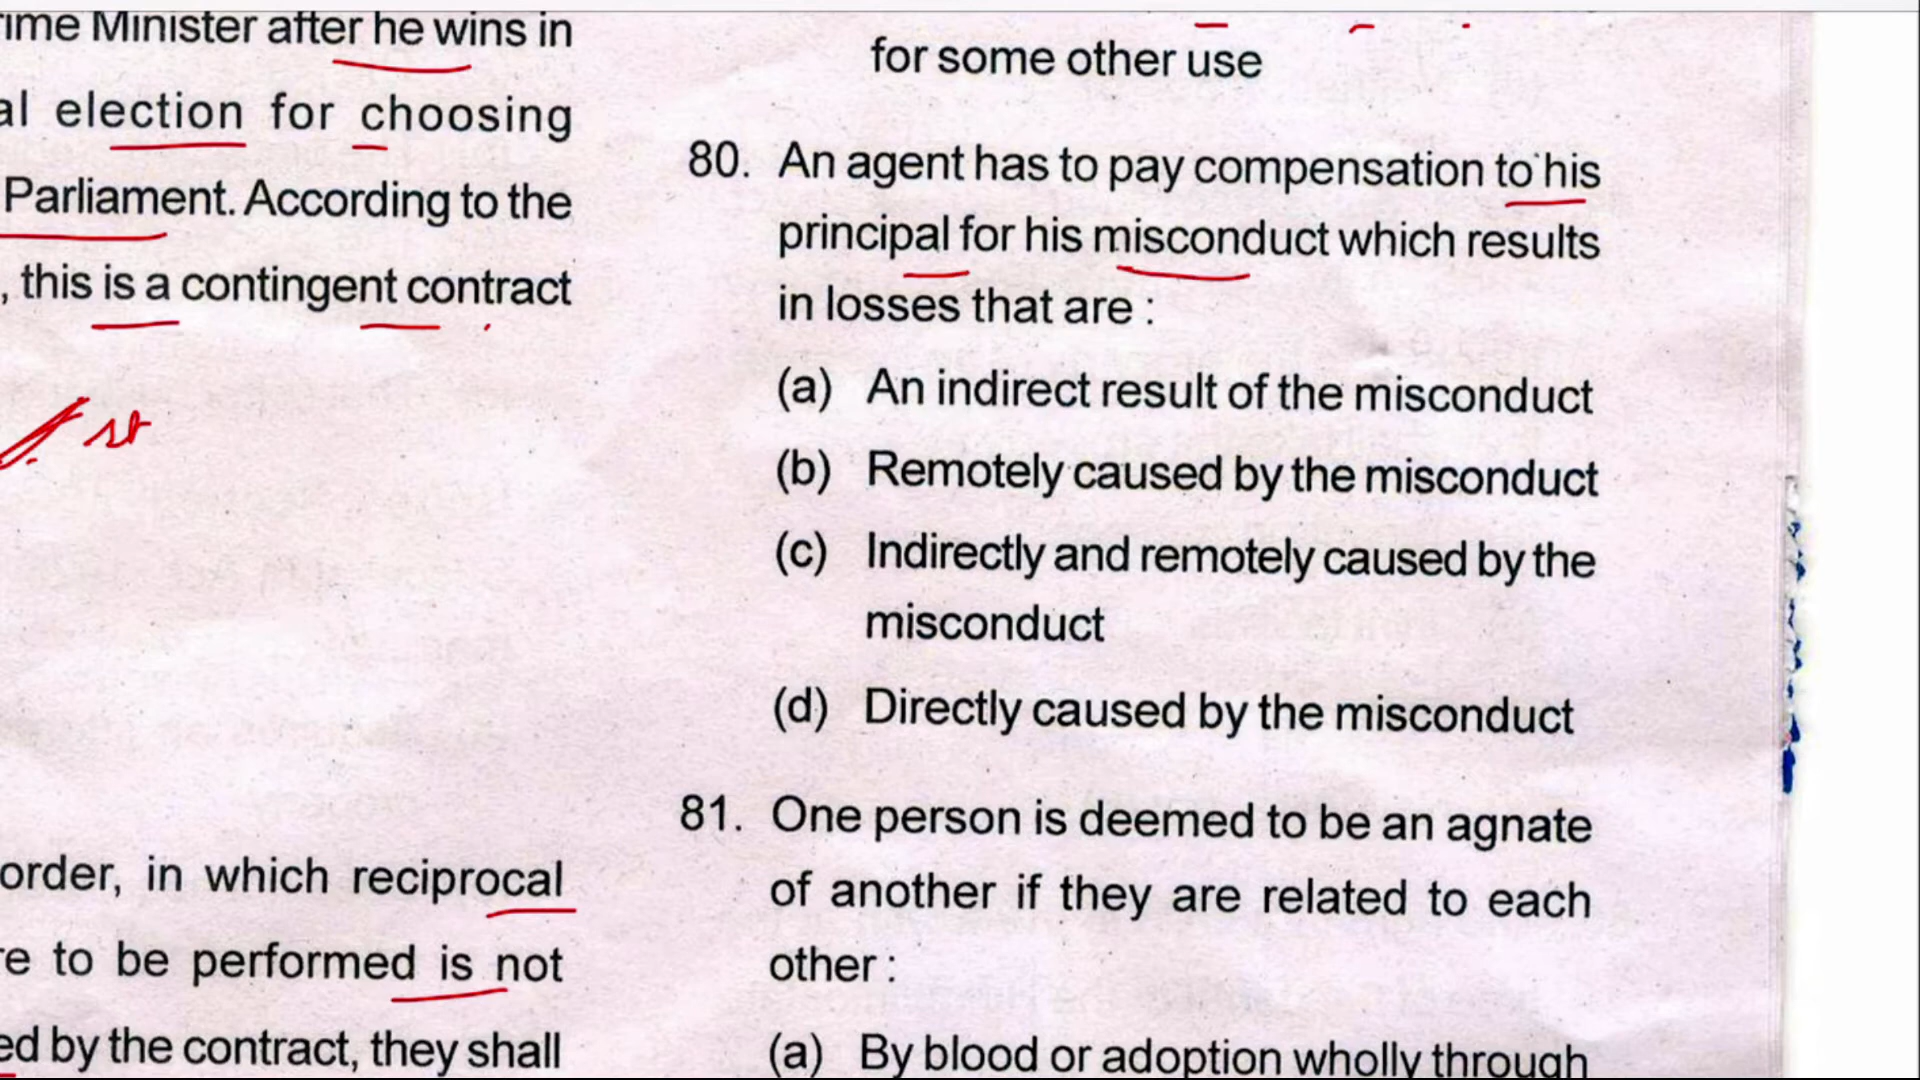 Minister after he wins in
election for choosing
Parliament. According to the
, this is a contingent contract
st
order, in which reciprocal
to be performed is not
by the contract, they shall
for some other use
80. An agent has to pay compensation to his
principal for his misconduct which results
in losses that are :
(a) An indirect result of the misconduct
(b) Remotely caused by the misconduct
(c) Indirectly and remotely caused by the
misconduct
(d) Directly caused by the misconduct
81. One person is deemed to be an agnate
of another if they are related to each
other :
(a) By blood or adoption wholly through